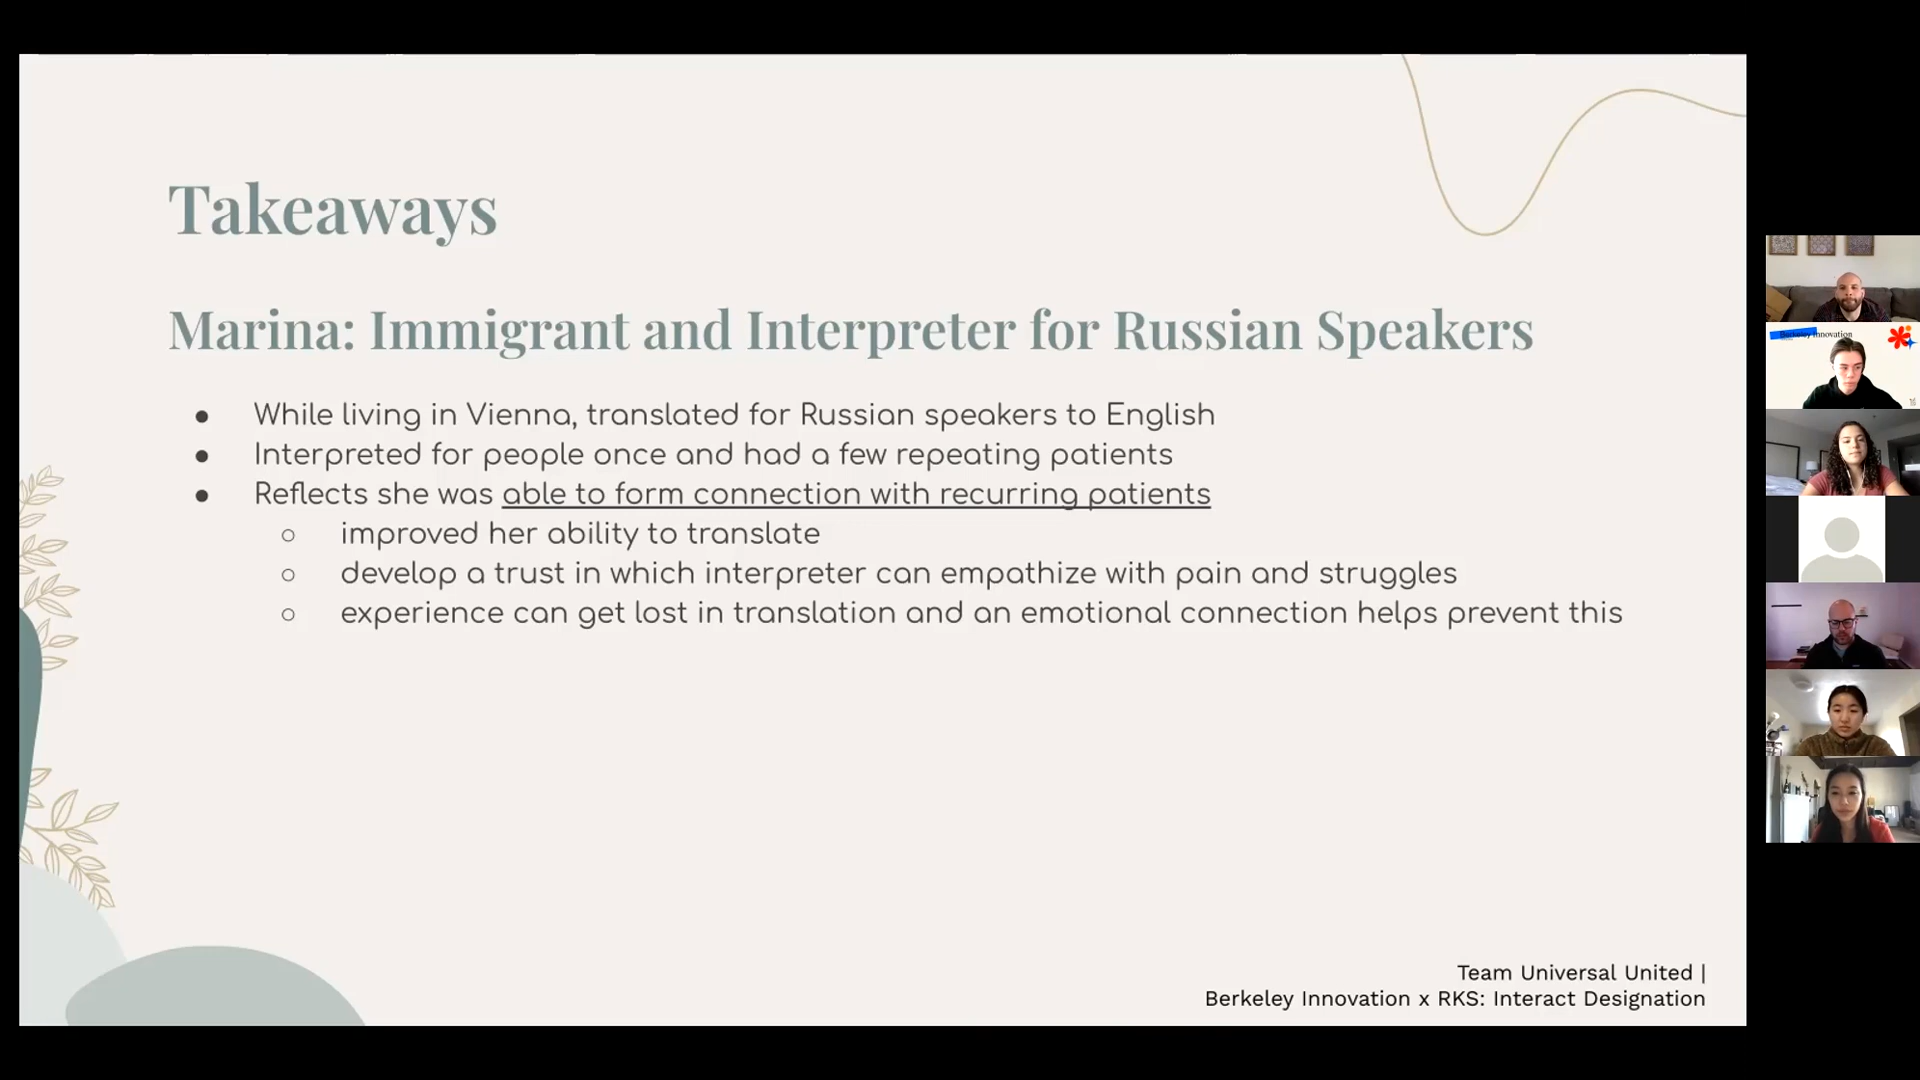 Takeaways
Marina: Immigrant and Interpreter for Russian Speakers
● While living in Vienna, translated for Russian speakers to English
● Interpreted for people once and had a few repeating patients
● Reflects she was able to form connection with recurring patients
○ improved her ability to translate
○ develop a trust in which interpreter can empathize with pain and struggles
○ experience can get lost in translation and an emotional connection helps prevent this
Team Universal United |
Berkeley Innovation x RKS: Interact Designation
Berkeley Innovation